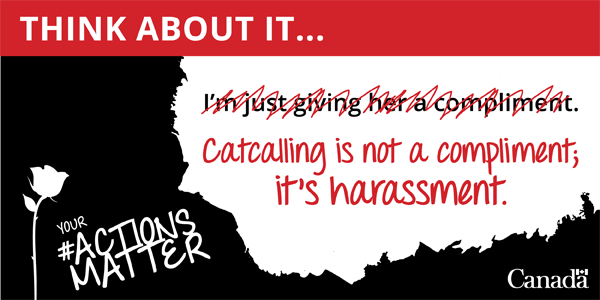 THINK ABOUT IT...
I'm just giving her a compliment.
Catcalling is not a compliment;
it's harassment.
YOUR
#ACTIONS
MATTER
Canada